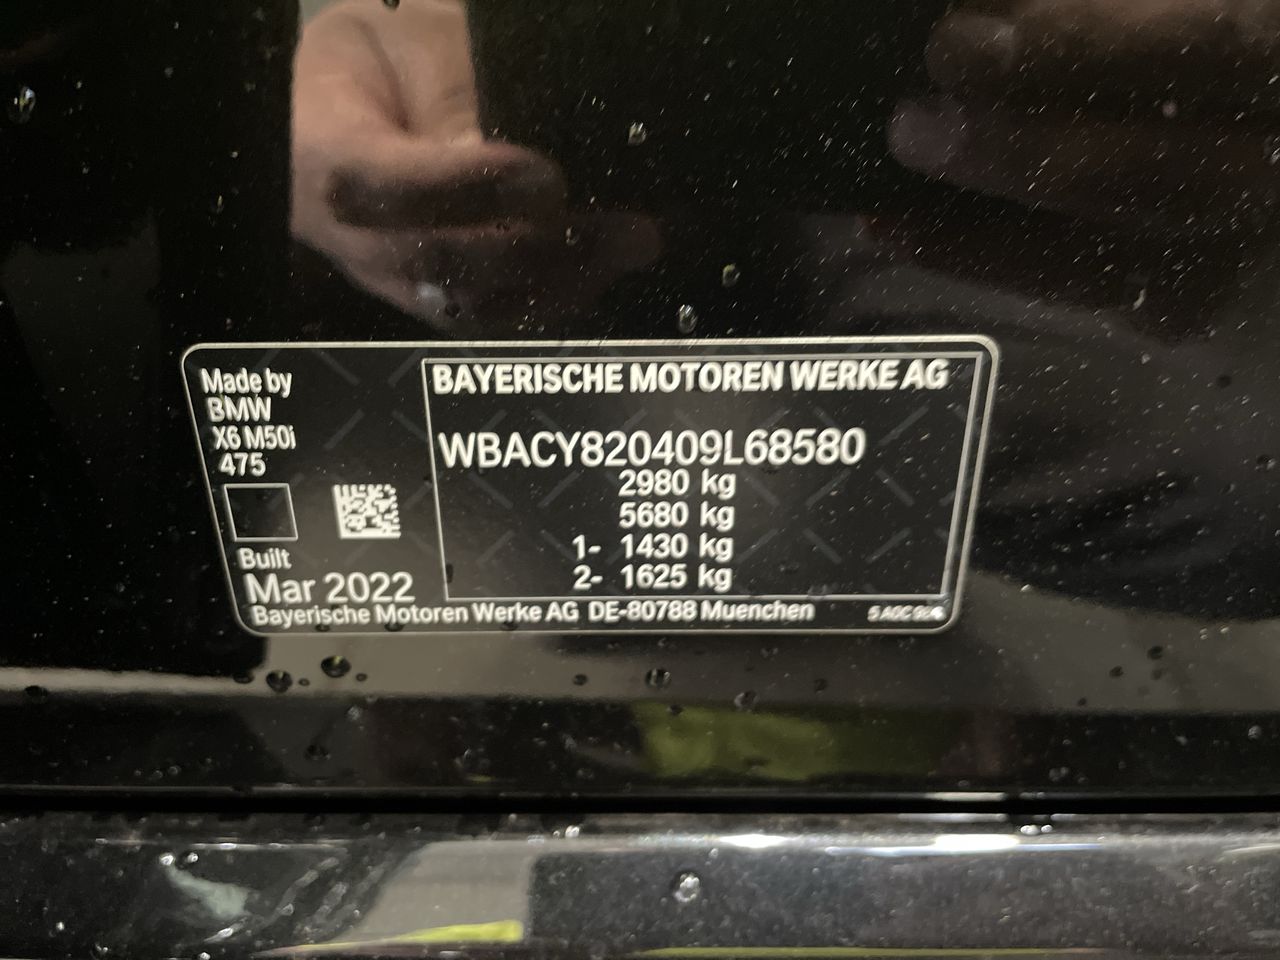 Made by
BMW
X6 M50i
475
Built
Mar 2022
BAYERISCHE MOTOREN WERKE AG
WBACY820409L68580
2980 kg
5680 kg
1- 1430 kg
2- 1625 kg
Bayerische Motoren Werke AG DE-80788 Muenchen